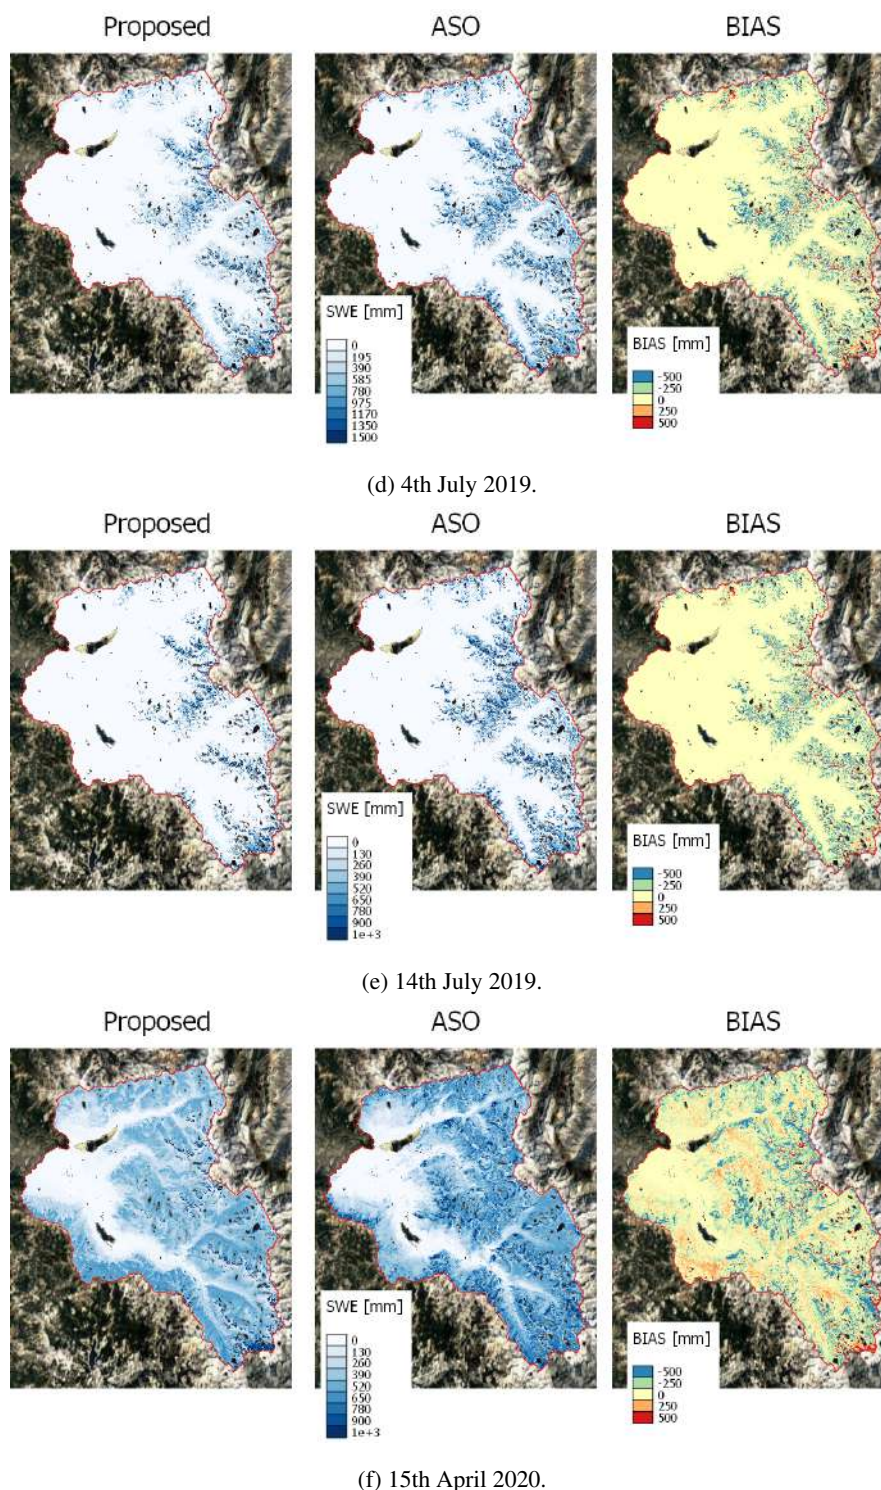 Proposed ASO BIAS
SWE [mm]
0
195
390
585
780
975
1170
1350
1500
BIAS [mm]
-500
-250
0
250
500
(d) 4th July 2019.
Proposed ASO BIAS
SWE [mm]
0
130
260
390
520
650
780
900
1e+3
BIAS [mm]
-500
-250
0
250
500
(e) 14th July 2019.
Proposed ASO BIAS
SWE [mm]
0
130
260
390
520
650
780
900
1e+3
BIAS [mm]
-500
-250
0
250
500
(f) 15th April 2020.